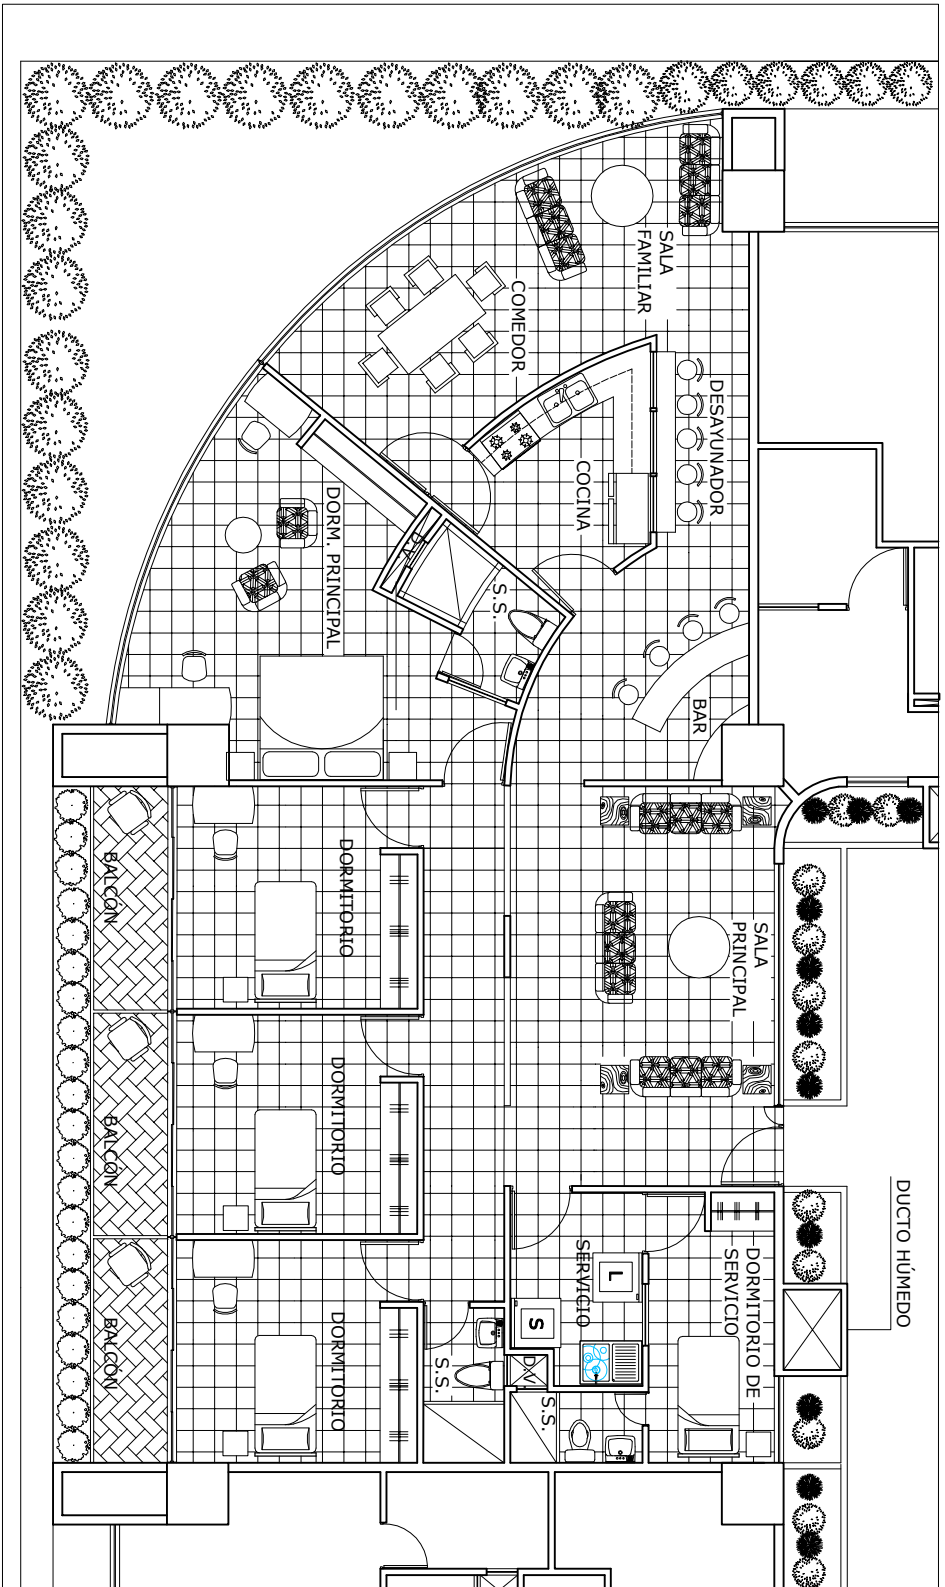 SALA
FAMILIAR
COMEDOR
DESAYUNADOR
COCINA
DORM. PRINCIPAL
D.V.
S.S.
BAR
SALA
PRINCIPAL
DORMITORIO
BALCÓN
DORMITORIO
BALCÓN
DORMITORIO
BALCÓN
DUCTO HÚMEDO
DORMITORIO DE
SERVICIO
SERVICIO
L
S
D.V
S.S.
S.S.